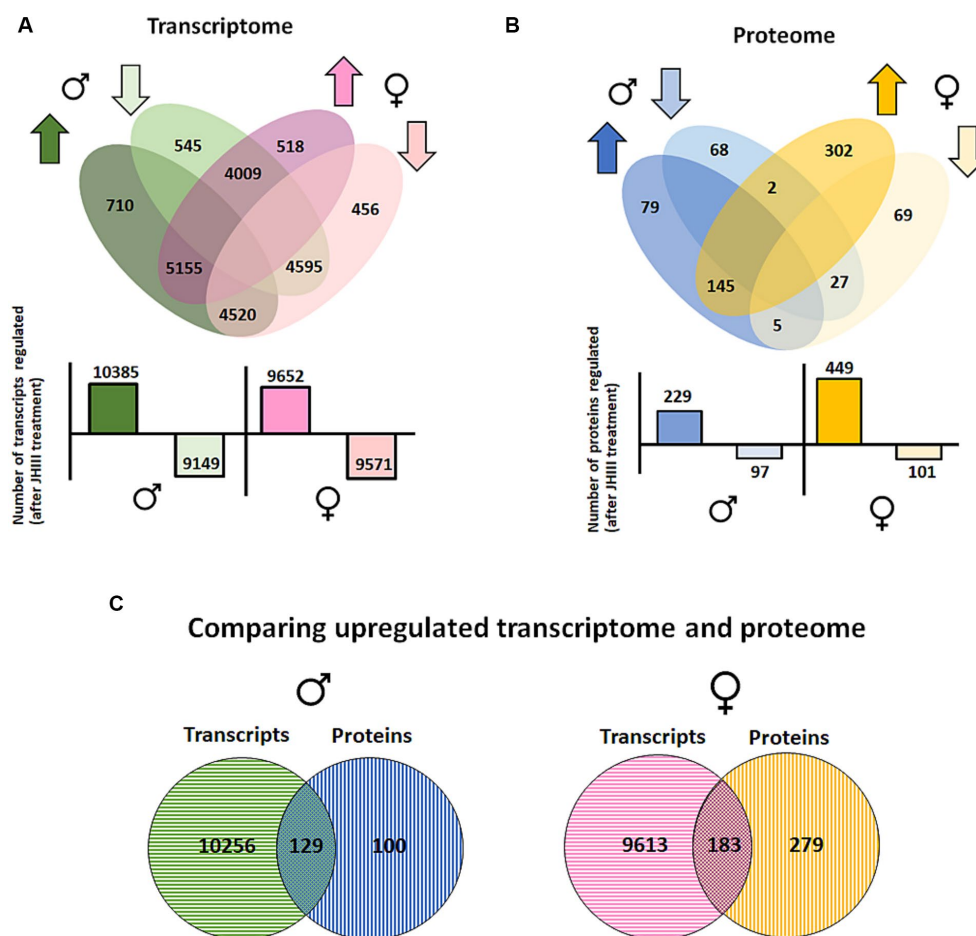 A
Transcriptome
♂
♀
545
518
4009
710
456
5155
4595
4520
Number of transcripts regulated
(after JHIII treatment)
10385
9652
9149
9571
♂
♀
B
Proteome
♂
♀
68
302
2
79
69
145
27
5
Number of proteins regulated
(after JHIII treatment)
229
449
97
101
♂
♀
C
Comparing upregulated transcriptome and proteome
♂
♀
Transcripts
Proteins
Transcripts
Proteins
10256
129
100
9613
183
279